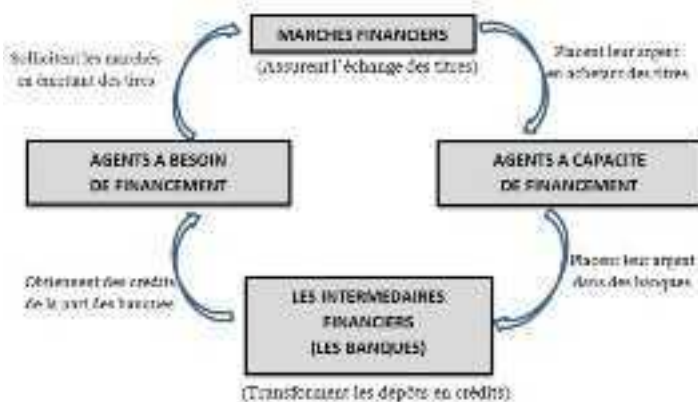 MARCHES FINANCIERS
(Assurent l'échange des titres)
Sollicitent les marchés
en émettant des titres
Placent leur argent
en achetant des titres
AGENTS A BESOIN
DE FINANCEMENT
AGENTS A CAPACITE
DE FINANCEMENT
Obtiennent des crédits
de la part des banques
Placent leur argent
dans des banques
LES INTERMEDAIRES
FINANCIERS
(LES BANQUES)
(Transforment les dépôts en crédits)